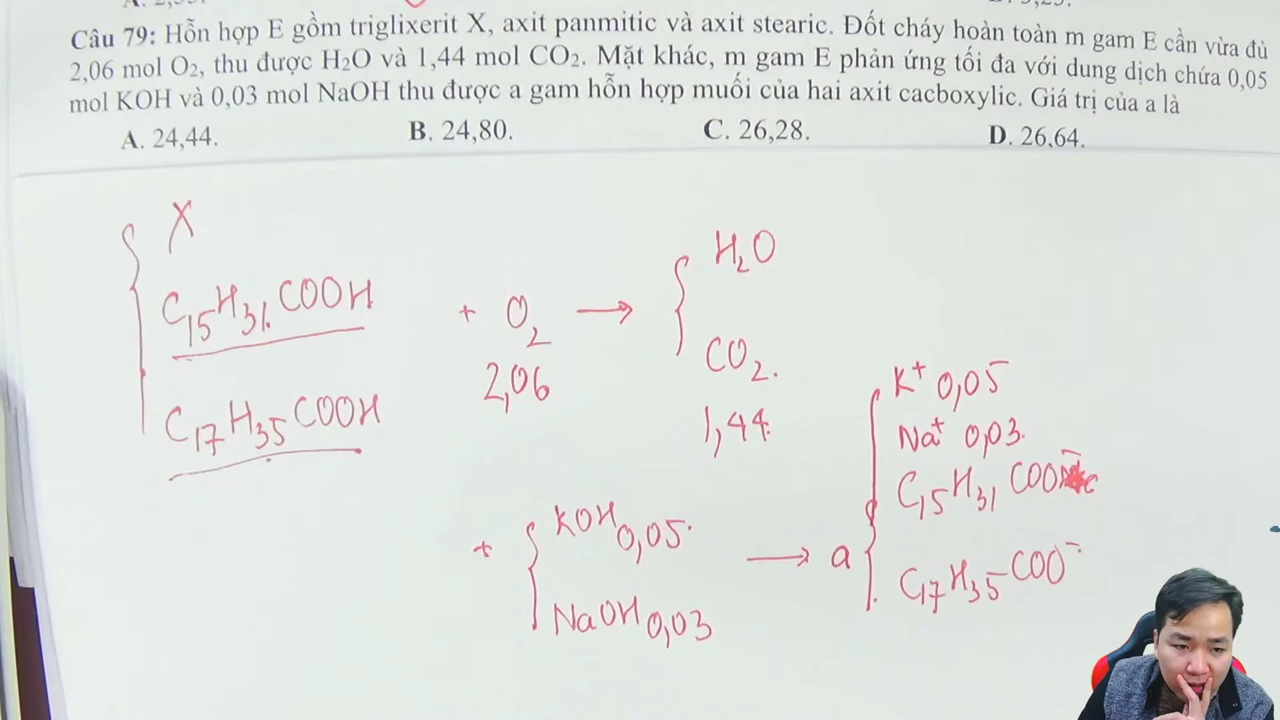 Câu 79: Hỗn hợp E gồm triglixerit X, axit panmitic và axit stearic. Đốt cháy hoàn toàn m gam E cần vừa đủ
2,06 mol O₂, thu được H₂O và 1,44 mol CO₂. Mặt khác, m gam E phản ứng tối đa với dung dịch chứa 0,05
mol KOH và 0,03 mol NaOH thu được a gam hỗn hợp muối của hai axit cacboxylic. Giá trị của a là
A. 24,44. B. 24,80. C. 26,28. D. 26,64.
X
C₁₅H₃₁COOH + O₂ → H₂O
2,06 CO₂.
C₁₇H₃₅COOH 1,44.
+ KOH 0,05. → a K⁺ 0,05
NaOH 0,03 Na⁺ 0,03.
C₁₅H₃₁COO⁻
C₁₇H₃₅COO⁻